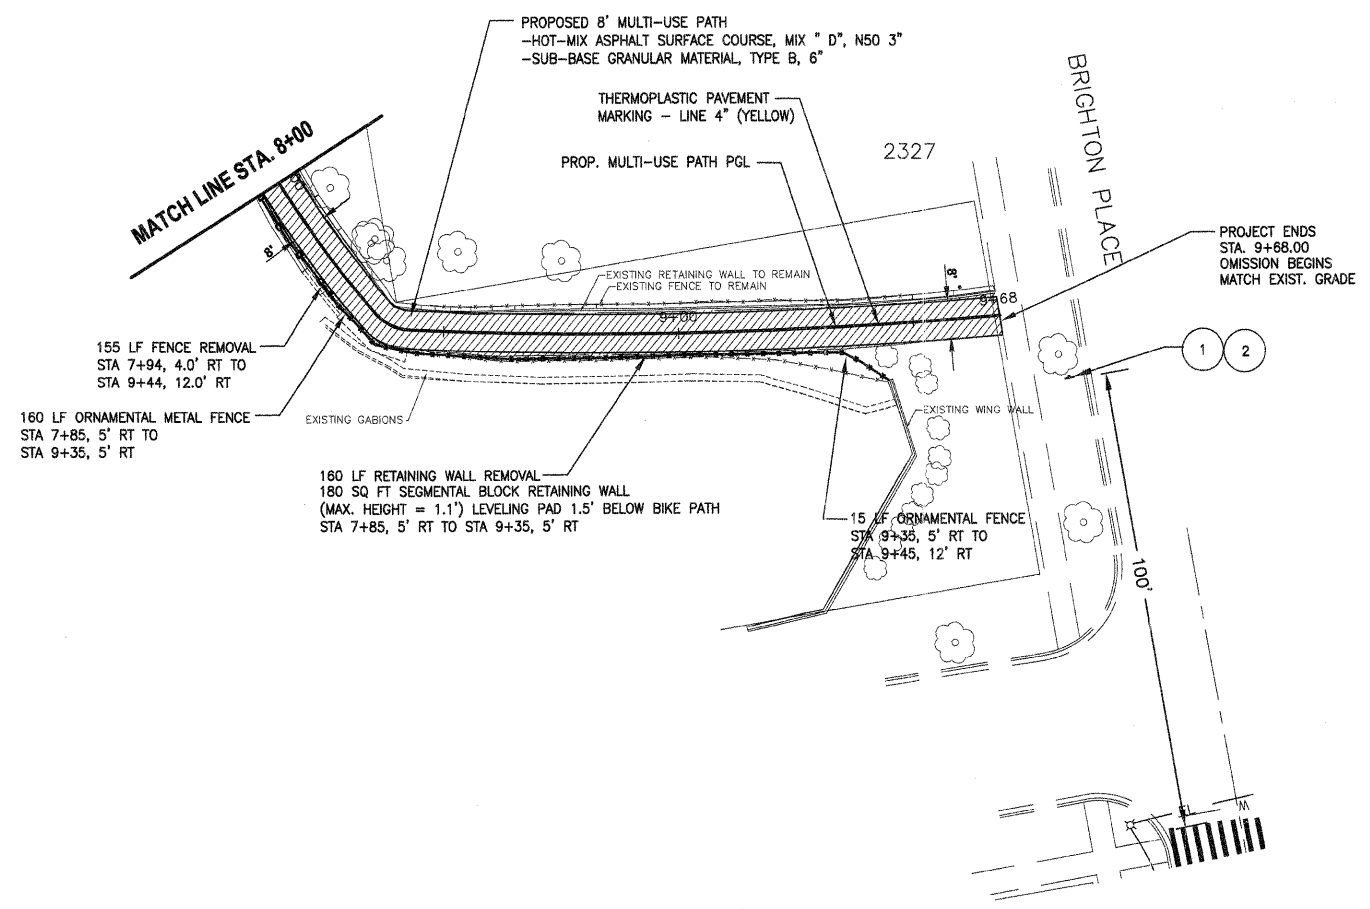 PROPOSED 8' MULTI-USE PATH
-HOT-MIX ASPHALT SURFACE COURSE, MIX " D", N50 3"
-SUB-BASE GRANULAR MATERIAL, TYPE B, 6"
THERMOPLASTIC PAVEMENT
MARKING - LINE 4" (YELLOW)
PROP. MULTI-USE PATH PGL
2327
BRIGHTON PLACE
MATCH LINE STA. 8+00
8'
PROJECT ENDS
STA. 9+68.00
OMISSION BEGINS
MATCH EXIST. GRADE
EXISTING RETAINING WALL TO REMAIN
EXISTING FENCE TO REMAIN
8'
9+68
9+00
1
2
155 LF FENCE REMOVAL
STA 7+94, 4.0' RT TO
STA 9+44, 12.0' RT
160 LF ORNAMENTAL METAL FENCE
STA 7+85, 5' RT TO
STA 9+35, 5' RT
EXISTING GABIONS
EXISTING WING WALL
160 LF RETAINING WALL REMOVAL
180 SQ FT SEGMENTAL BLOCK RETAINING WALL
(MAX. HEIGHT = 1.1') LEVELING PAD 1.5' BELOW BIKE PATH
STA 7+85, 5' RT TO STA 9+35, 5' RT
15 LF ORNAMENTAL FENCE
STA 9+35, 5' RT TO
STA 9+45, 12' RT
100'
W